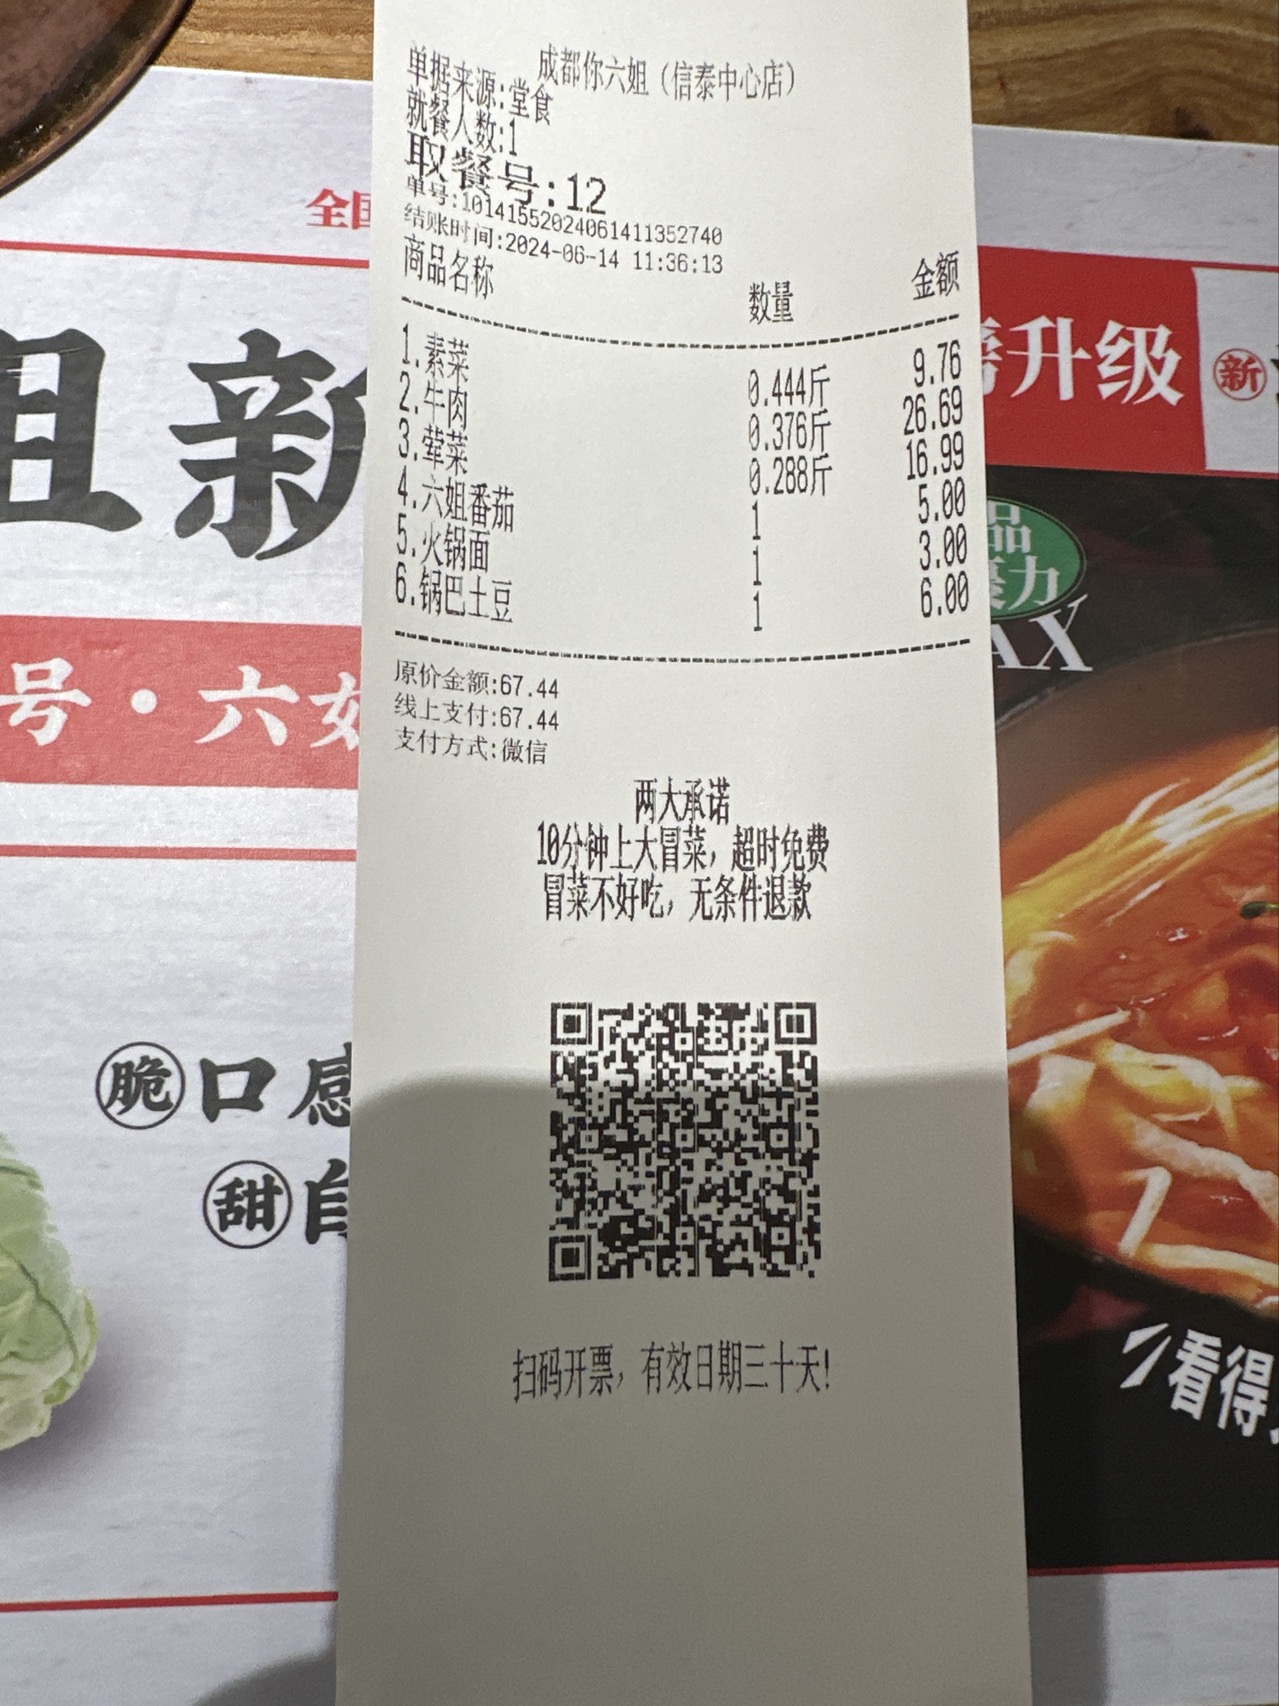 成都你六姐（信泰中心店）
单据来源:堂食
就餐人数:1
取餐号:12
单号:10141552024061411352740
结账时间:2024-06-14 11:36:13
商品名称 数量 金额
1.素菜 0.444斤 9.76
2.牛肉 0.376斤 26.69
3.荤菜 0.288斤 16.99
4.六姐番茄 1 5.00
5.火锅面 1 3.00
6.锅巴土豆 1 6.00
原价金额:67.44
线上支付:67.44
支付方式:微信
两大承诺
10分钟上大冒菜，超时免费
冒菜不好吃，无条件退款
扫码开票，有效日期三十天!
全国
姐新
号·六
脆 口感
甜
升级
新
品
力
AX
看得